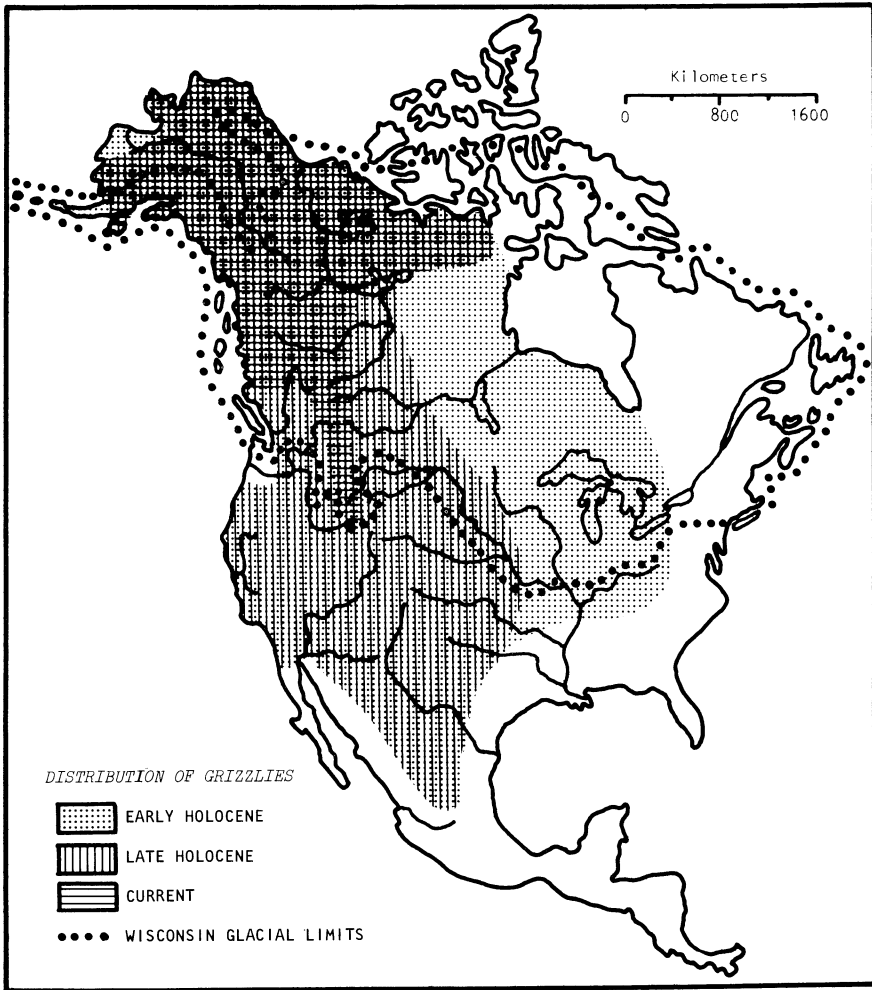 Kilometers
0 800 1600
DISTRIBUTION OF GRIZZLIES
EARLY HOLOCENE
LATE HOLOCENE
CURRENT
WISCONSIN GLACIAL LIMITS